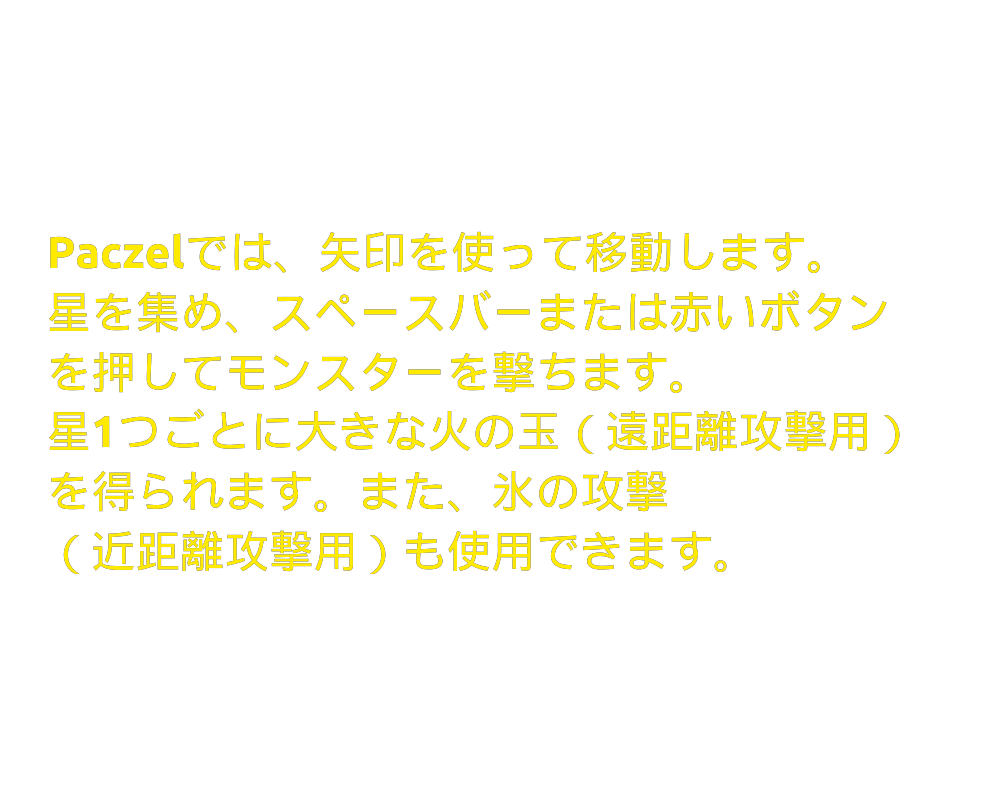 Paczelでは、矢印を使って移動します。
星を集め、スペースバーまたは赤いボタン
を押してモンスターを撃ちます。
星1つごとに大きな火の玉（遠距離攻撃用）
を得られます。また、氷の攻撃
（近距離攻撃用）も使用できます。